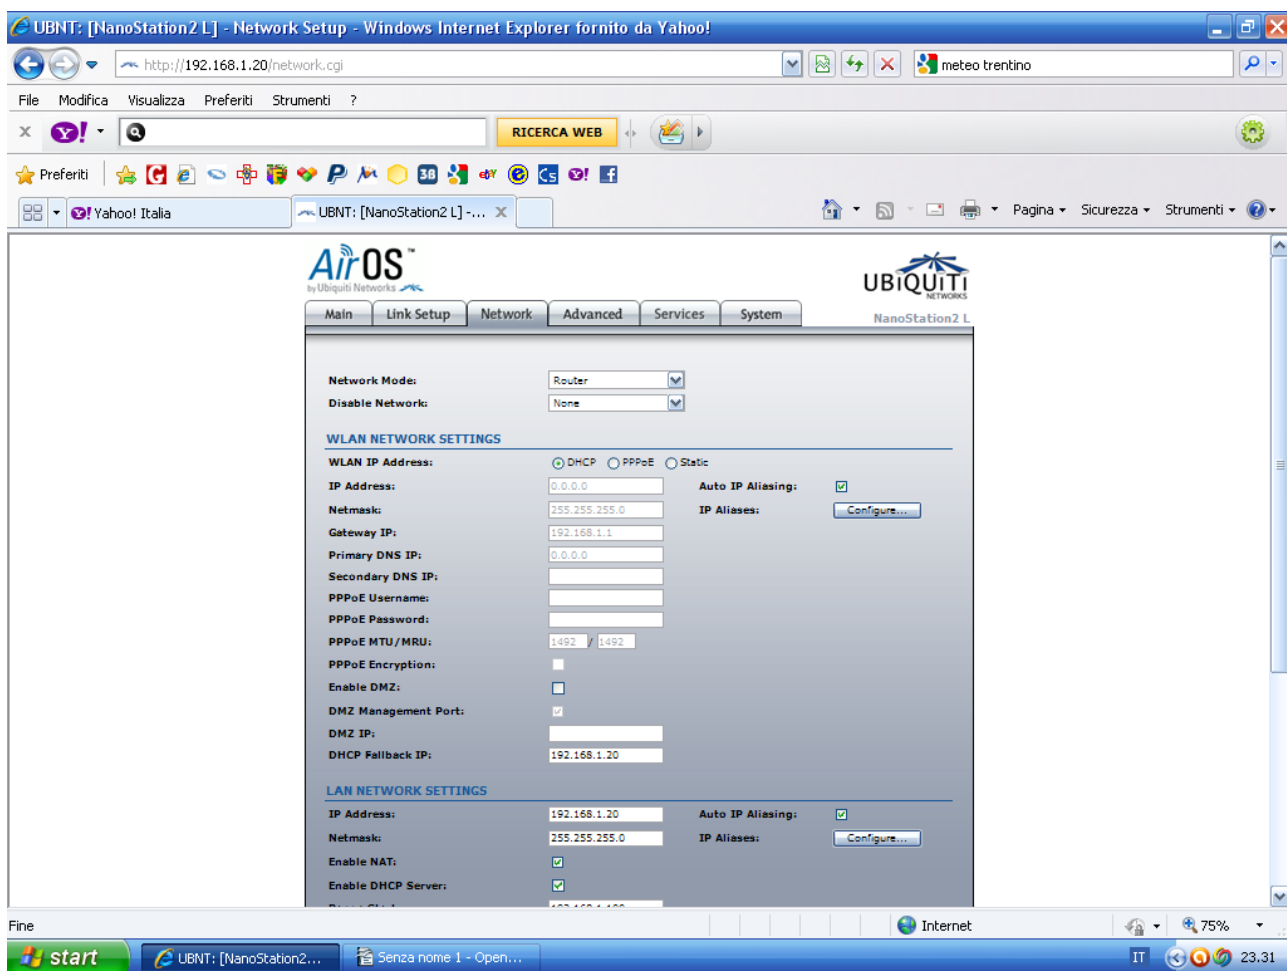 UBNT: [NanoStation2 L] - Network Setup - Windows Internet Explorer fornito da Yahoo!
http://192.168.1.20/network.cgi
meteo trentino
File Modifica Visualizza Preferiti Strumenti ?
x Y! RICERCA WEB
Preferiti G 3B ebY Cs Y! f
Y! Yahoo! Italia UBNT: [NanoStation2 L] -... X Pagina Sicurezza Strumenti
AirOS™
by Ubiquiti Networks
UBiQUiTi
NETWORKS
Main Link Setup Network Advanced Services System NanoStation2 L
Network Mode: Router
Disable Network: None
WLAN NETWORK SETTINGS
WLAN IP Address: DHCP PPPoE Static
IP Address: 0.0.0.0 Auto IP Aliasing:
Netmask: 255.255.255.0 IP Aliases: Configure...
Gateway IP: 192.168.1.1
Primary DNS IP: 0.0.0.0
Secondary DNS IP:
PPPoE Username:
PPPoE Password:
PPPoE MTU/MRU: 1492 / 1492
PPPoE Encryption:
Enable DMZ:
DMZ Management Port:
DMZ IP:
DHCP Fallback IP: 192.168.1.20
LAN NETWORK SETTINGS
IP Address: 192.168.1.20 Auto IP Aliasing:
Netmask: 255.255.255.0 IP Aliases: Configure...
Enable NAT:
Enable DHCP Server:
Fine Internet 75%
start UBNT: [NanoStation2... Senza nome 1 - Open... IT 23.31